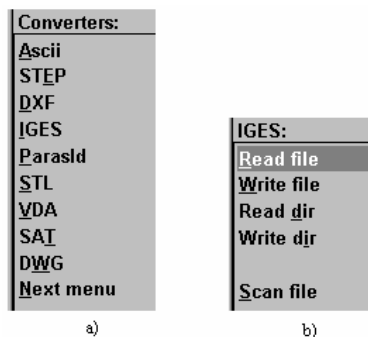 Converters:
Ascii
STEP
DXF
IGES
Parasld
STL
VDA
SAT
DWG
Next menu
a)
IGES:
Read file
Write file
Read dir
Write dir
Scan file
b)